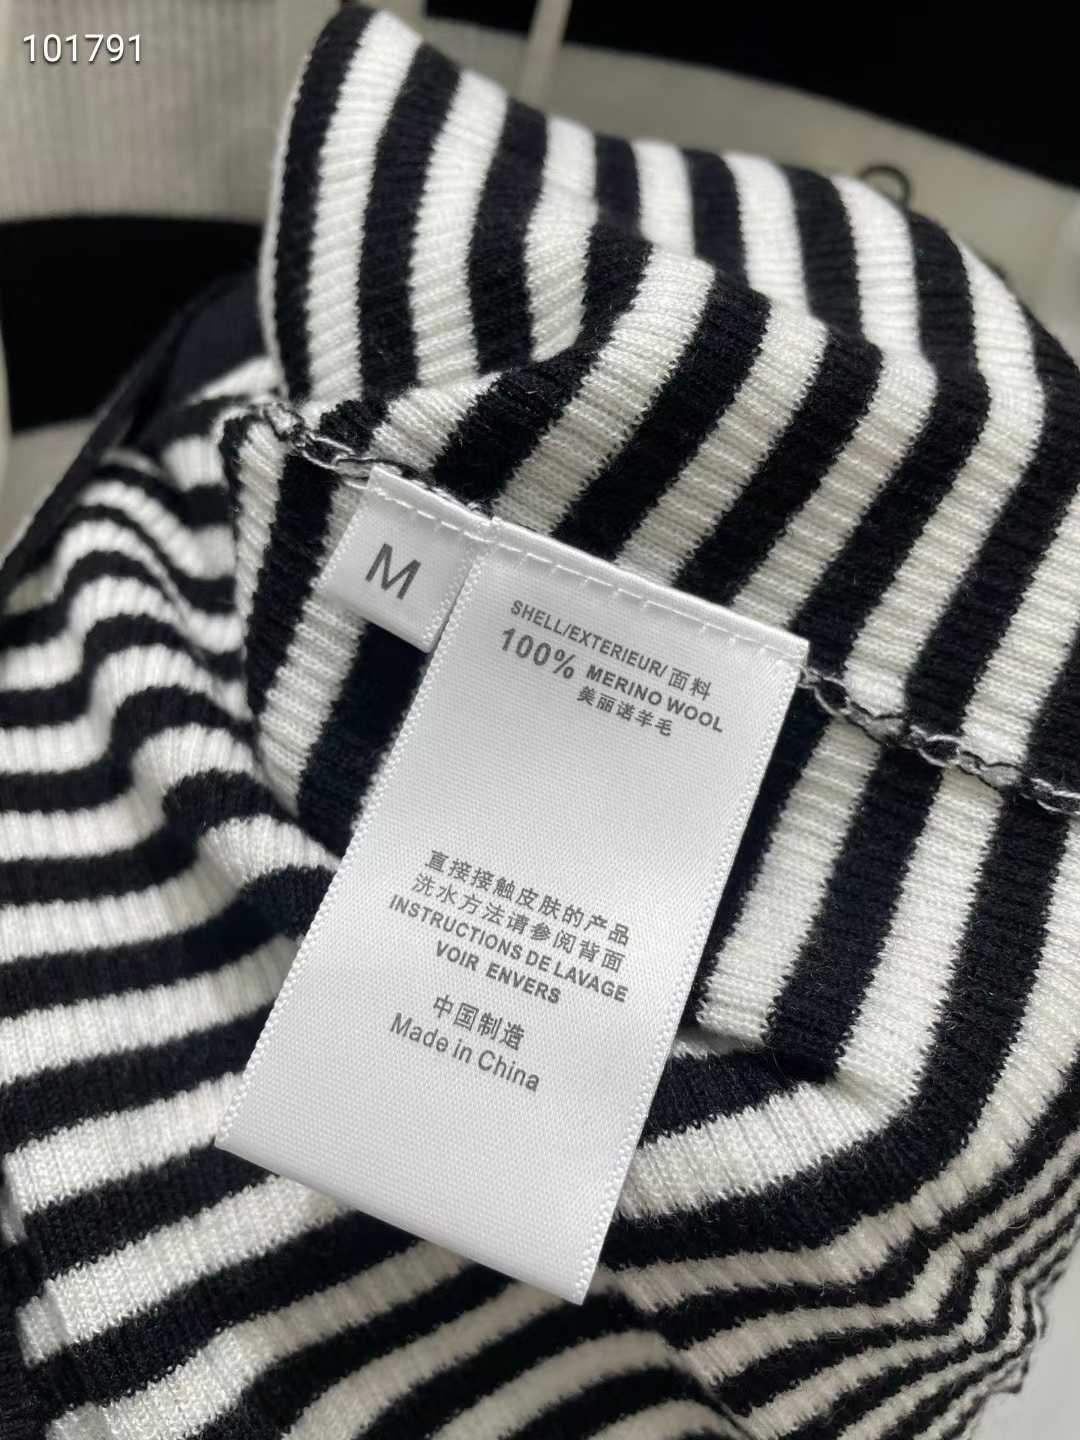 101791
M
SHELL/EXTERIEUR/面料
100% MERINO WOOL
美丽诺羊毛
直接接触皮肤的产品
洗水方法请参阅背面
INSTRUCTIONS DE LAVAGE
VOIR ENVERS
中国制造
Made in China